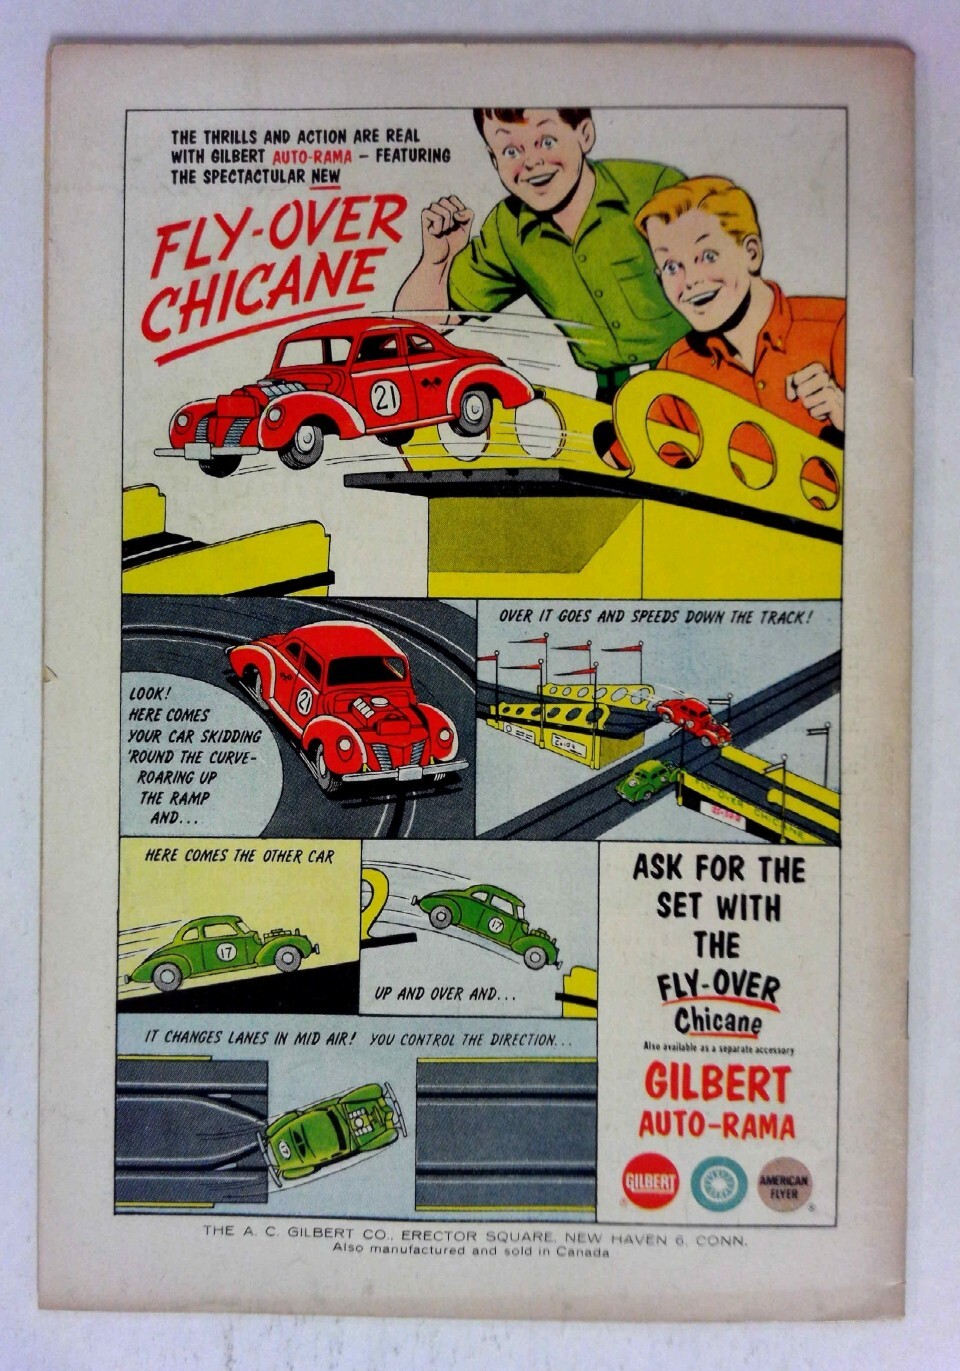 THE THRILLS AND ACTION ARE REAL
WITH GILBERT AUTO-RAMA – FEATURING
THE SPECTACTULAR NEW
FLY-OVER
CHICANE
21
LOOK!
HERE COMES
YOUR CAR SKIDDING
'ROUND THE CURVE-
ROARING UP
THE RAMP
AND...
21
OVER IT GOES AND SPEEDS DOWN THE TRACK!
FLY OVER CHICANE
HERE COMES THE OTHER CAR
17
17
UP AND OVER AND...
IT CHANGES LANES IN MID AIR! YOU CONTROL THE DIRECTION...
17
ASK FOR THE
SET WITH
THE
FLY-OVER
Chicane
Also available as a separate accessory
GILBERT
AUTO-RAMA
GILBERT
AMERICAN
FLYER
®
THE A. C. GILBERT CO., ERECTOR SQUARE, NEW HAVEN 6, CONN.
Also manufactured and sold in Canada